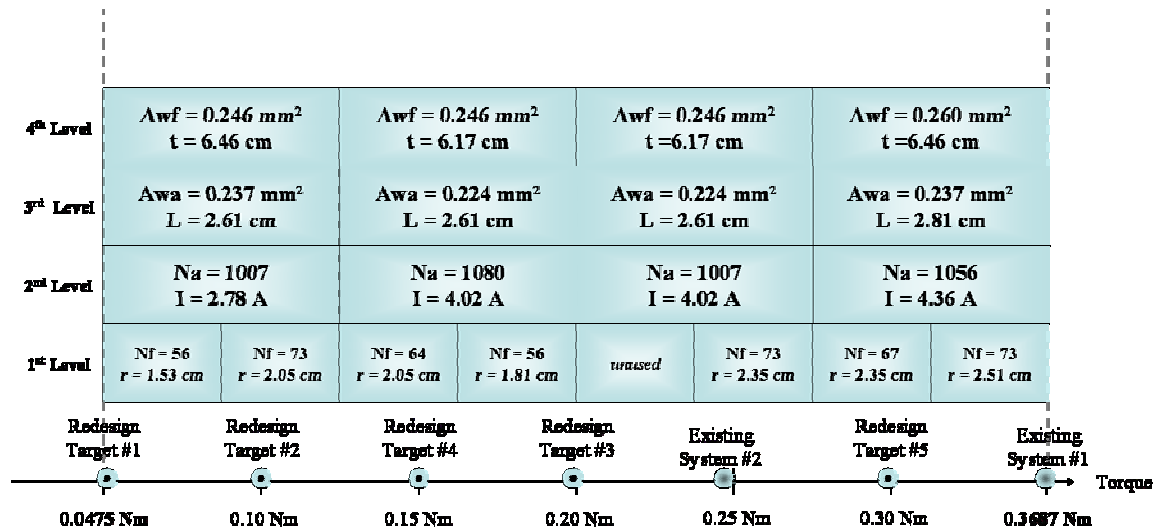 4th Level
Awf = 0.246 mm²
t = 6.46 cm
Awf = 0.246 mm²
t = 6.17 cm
Awf = 0.246 mm²
t =6.17 cm
Awf = 0.260 mm²
t =6.46 cm
3rd Level
Awa = 0.237 mm²
L = 2.61 cm
Awa = 0.224 mm²
L = 2.61 cm
Awa = 0.224 mm²
L = 2.61 cm
Awa = 0.237 mm²
L = 2.81 cm
2nd Level
Na = 1007
I = 2.78 A
Na = 1080
I = 4.02 A
Na = 1007
I = 4.02 A
Na = 1056
I = 4.36 A
1st Level
Nf = 56
r = 1.53 cm
Nf = 73
r = 2.05 cm
Nf = 64
r = 2.05 cm
Nf = 56
r = 1.81 cm
unused
Nf = 73
r = 2.35 cm
Nf = 67
r = 2.35 cm
Nf = 73
r = 2.51 cm
Redesign
Target #1
Redesign
Target #2
Redesign
Target #4
Redesign
Target #3
Existing
System #2
Redesign
Target #5
Existing
System #1
Torque
0.0475 Nm
0.10 Nm
0.15 Nm
0.20 Nm
0.25 Nm
0.30 Nm
0.3687 Nm